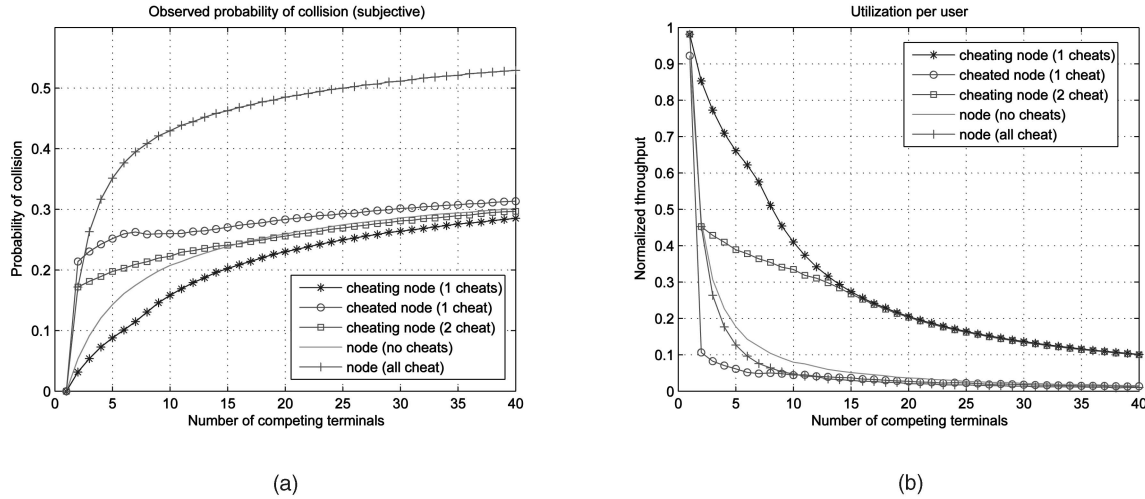 Observed probability of collision (subjective)
Probability of collision
0.5
0.4
0.3
0.2
0.1
0
0 5 10 15 20 25 30 35 40
Number of competing terminals
cheating node (1 cheats)
cheated node (1 cheat)
cheating node (2 cheat)
node (no cheats)
node (all cheat)
(a)
Utilization per user
Normalized throughput
1
0.9
0.8
0.7
0.6
0.5
0.4
0.3
0.2
0.1
0
0 5 10 15 20 25 30 35 40
Number of competing terminals
cheating node (1 cheats)
cheated node (1 cheat)
cheating node (2 cheat)
node (no cheats)
node (all cheat)
(b)